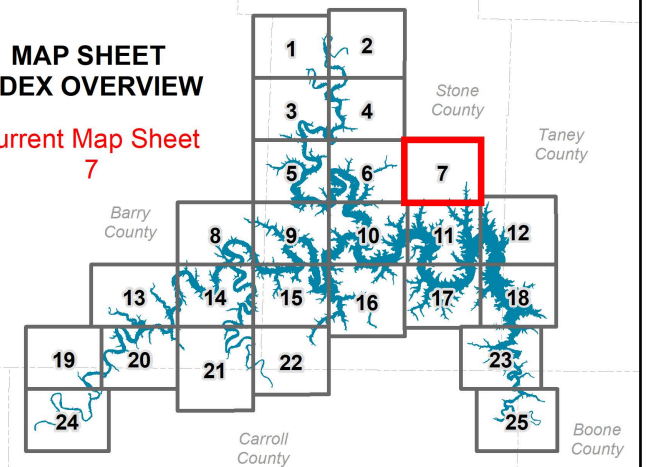 MAP SHEET
DEX OVERVIEW
urrent Map Sheet
7
1
2
3
4
Stone
County
Taney
County
5
6
7
Barry
County
8
9
10
11
12
13
14
15
16
17
18
19
20
21
22
23
24
25
Carroll
County
Boone
County